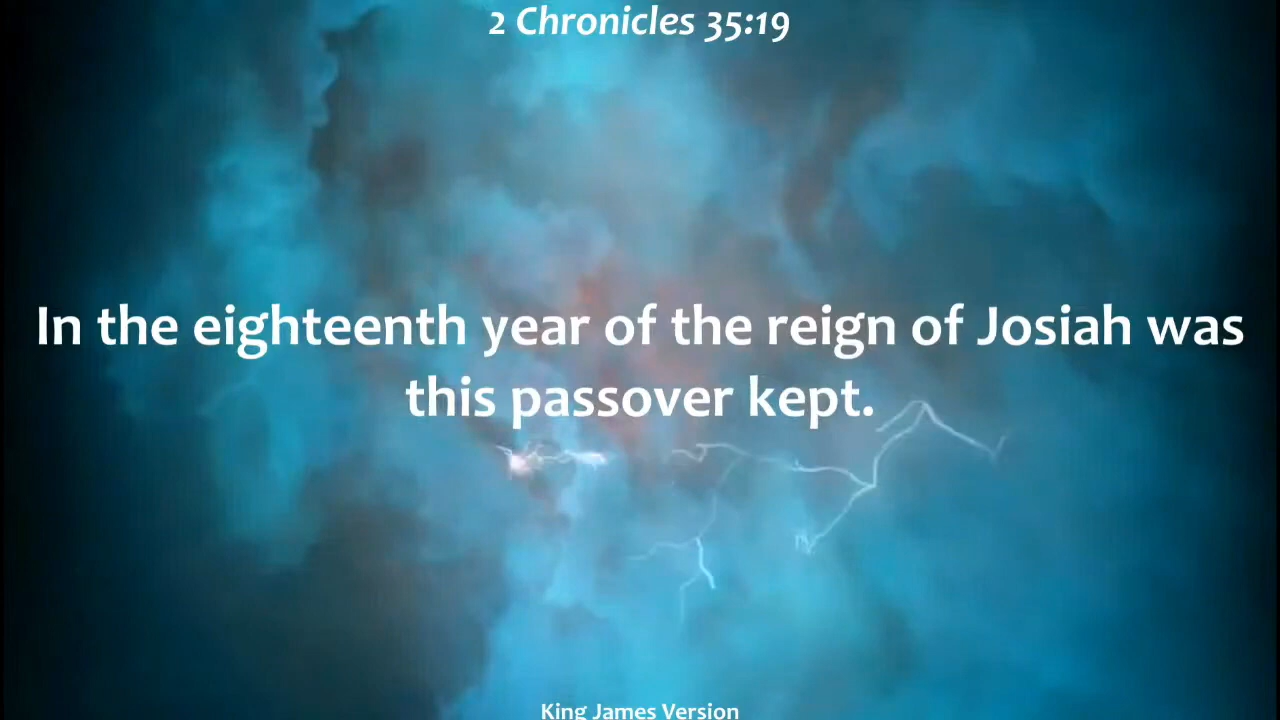 2 Chronicles 35:19
In the eighteenth year of the reign of Josiah was
this passover kept.
King James Version